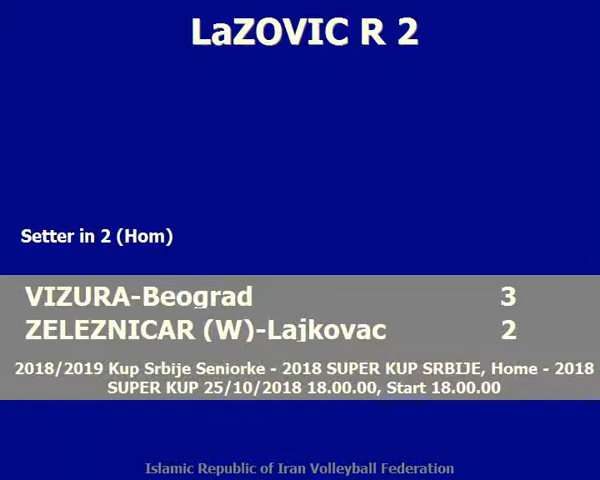 LaZOVIC R 2
Setter in 2 (Hom)
VIZURA-Beograd 3
ZELEZNICAR (W)-Lajkovac 2
2018/2019 Kup Srbije Seniorke - 2018 SUPER KUP SRBIJE, Home - 2018
SUPER KUP 25/10/2018 18.00.00, Start 18.00.00
Islamic Republic of Iran Volleyball Federation